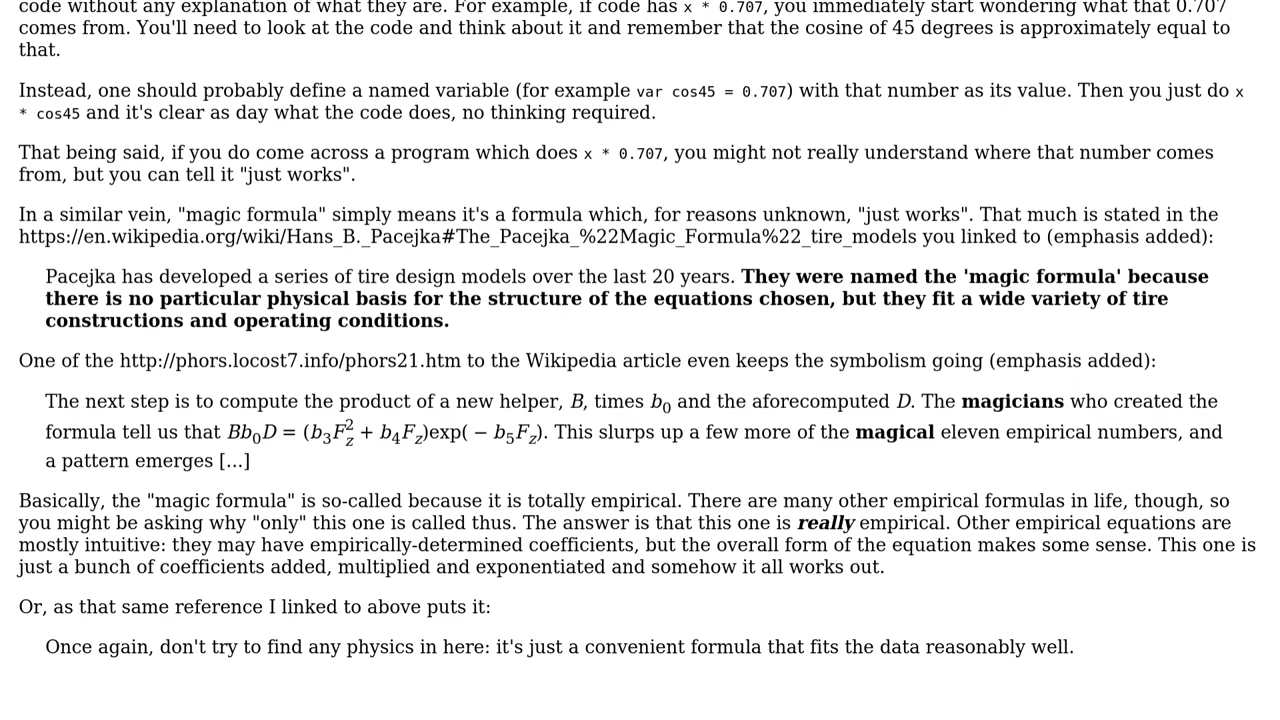 code without any explanation of what they are. For example, if code has x * 0.707, you immediately start wondering what that 0.707
comes from. You'll need to look at the code and think about it and remember that the cosine of 45 degrees is approximately equal to
that.
Instead, one should probably define a named variable (for example var cos45 = 0.707) with that number as its value. Then you just do x
* cos45 and it's clear as day what the code does, no thinking required.
That being said, if you do come across a program which does x * 0.707, you might not really understand where that number comes
from, but you can tell it "just works".
In a similar vein, "magic formula" simply means it's a formula which, for reasons unknown, "just works". That much is stated in the
https://en.wikipedia.org/wiki/Hans_B._Pacejka#The_Pacejka_%22Magic_Formula%22_tire_models you linked to (emphasis added):
Pacejka has developed a series of tire design models over the last 20 years. They were named the 'magic formula' because
there is no particular physical basis for the structure of the equations chosen, but they fit a wide variety of tire
constructions and operating conditions.
One of the http://phors.locost7.info/phors21.htm to the Wikipedia article even keeps the symbolism going (emphasis added):
The next step is to compute the product of a new helper, B, times b₀ and the aforecomputed D. The magicians who created the
formula tell us that Bb₀D = (b₃F_z² + b₄F_z)exp( − b₅F_z). This slurps up a few more of the magical eleven empirical numbers, and
a pattern emerges [...]
Basically, the "magic formula" is so-called because it is totally empirical. There are many other empirical formulas in life, though, so
you might be asking why "only" this one is called thus. The answer is that this one is really empirical. Other empirical equations are
mostly intuitive: they may have empirically-determined coefficients, but the overall form of the equation makes some sense. This one is
just a bunch of coefficients added, multiplied and exponentiated and somehow it all works out.
Or, as that same reference I linked to above puts it:
Once again, don't try to find any physics in here: it's just a convenient formula that fits the data reasonably well.